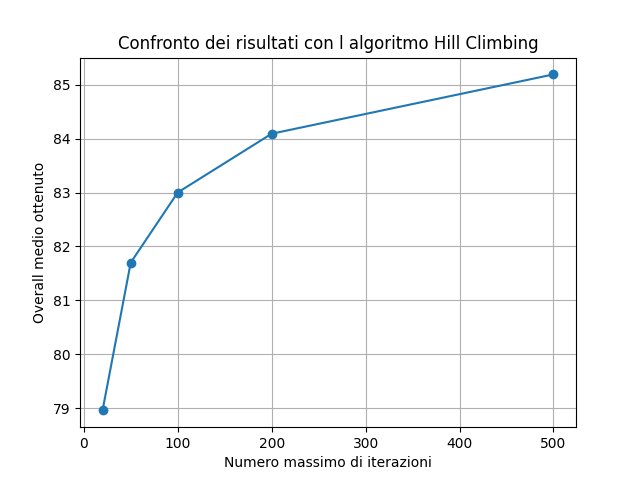 Confronto dei risultati con l algoritmo Hill Climbing
Overall medio ottenuto
85
84
83
82
81
80
79
0 100 200 300 400 500
Numero massimo di iterazioni